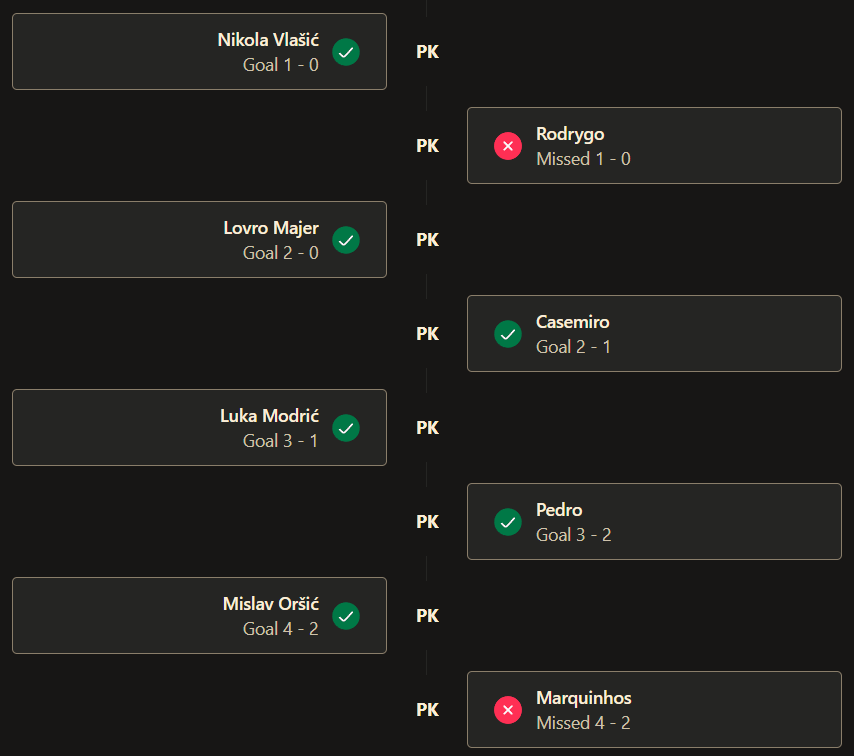 Nikola Vlašić
Goal 1 - 0
PK
PK
Rodrygo
Missed 1 - 0
Lovro Majer
Goal 2 - 0
PK
PK
Casemiro
Goal 2 - 1
Luka Modrić
Goal 3 - 1
PK
PK
Pedro
Goal 3 - 2
Mislav Oršić
Goal 4 - 2
PK
PK
Marquinhos
Missed 4 - 2